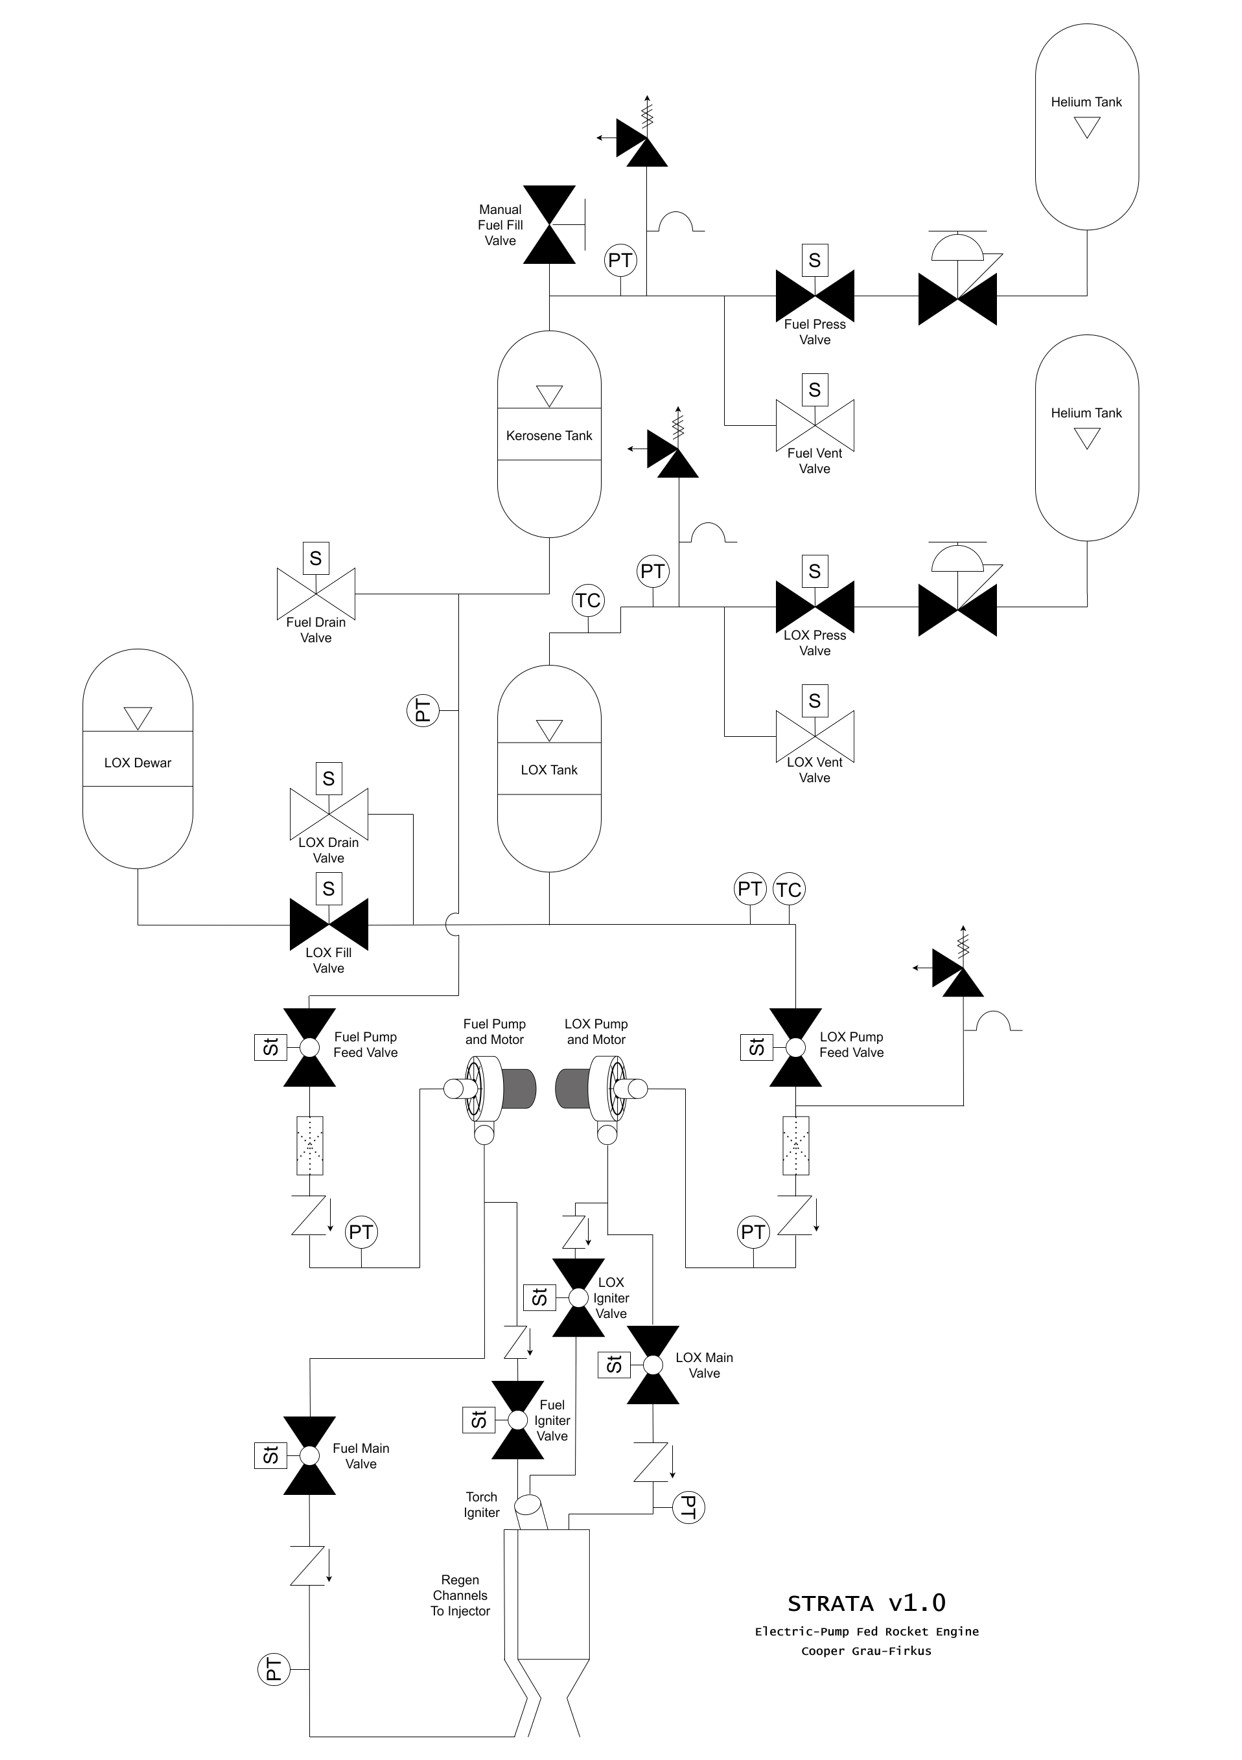 Helium Tank
Manual
Fuel Fill
Valve
PT
S
Fuel Press
Valve
S
Fuel Vent
Valve
Kerosene Tank
Helium Tank
S
Fuel Drain
Valve
TC
PT
S
LOX Press
Valve
PT
S
LOX Vent
Valve
LOX Dewar
LOX Tank
S
LOX Drain
Valve
S
LOX Fill
Valve
PT
TC
St
Fuel Pump
Feed Valve
Fuel Pump
and Motor
LOX Pump
and Motor
St
LOX Pump
Feed Valve
PT
PT
St
LOX
Igniter
Valve
St
LOX Main
Valve
St
Fuel
Igniter
Valve
St
Fuel Main
Valve
Torch
Igniter
PT
Regen
Channels
To Injector
PT
STRATA v1.0
Electric-Pump Fed Rocket Engine
Cooper Grau-Firkus